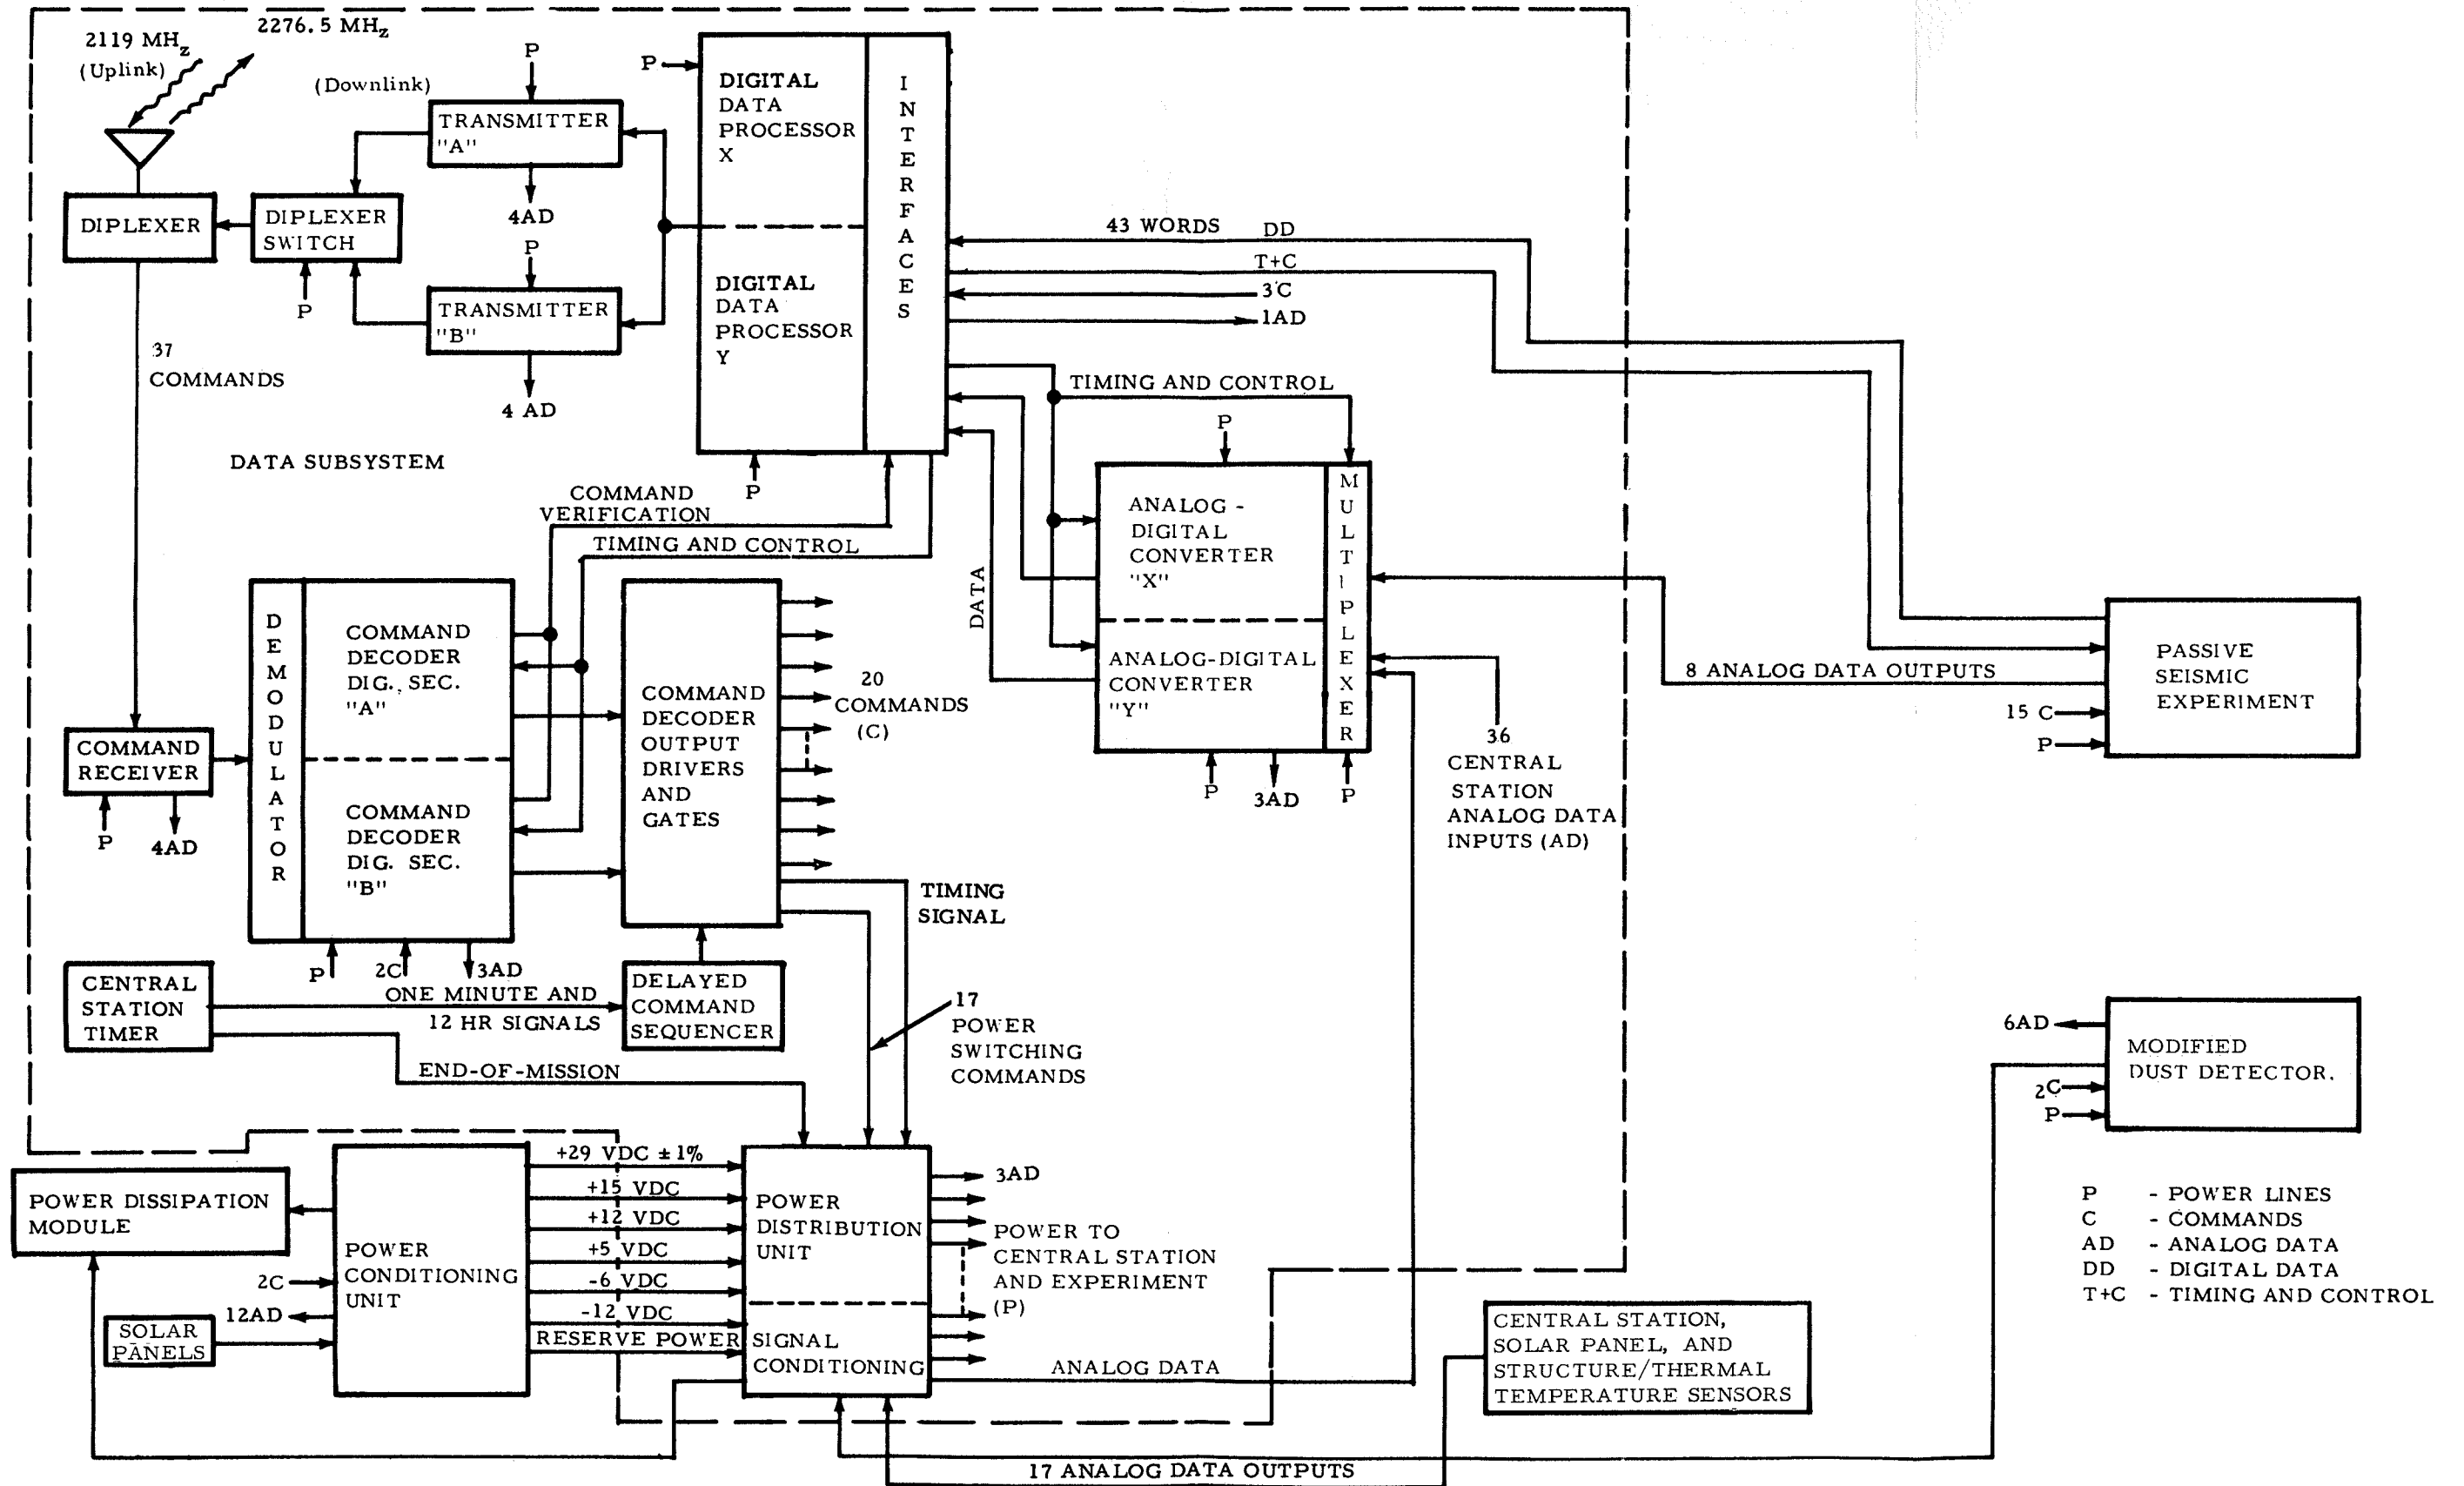 2276.5 MHz
2119 MHz
(Uplink)
(Downlink)
P
TRANSMITTER
"A"
4AD
P
TRANSMITTER
"B"
4 AD
DIPLEXER
DIPLEXER
SWITCH
P
37
COMMANDS
DATA SUBSYSTEM
P
DIGITAL
DATA
PROCESSOR
X
DIGITAL
DATA
PROCESSOR
Y
INTERFACES
P
43 WORDS DD
T+C
3C
1AD
TIMING AND CONTROL
P
ANALOG -
DIGITAL
CONVERTER
"X"
ANALOG-DIGITAL
CONVERTER
"Y"
MULTIPLEXER
DATA
P
3AD
P
36
CENTRAL
STATION
ANALOG DATA
INPUTS (AD)
8 ANALOG DATA OUTPUTS
PASSIVE
SEISMIC
EXPERIMENT
15 C
P
COMMAND
VERIFICATION
TIMING AND CONTROL
COMMAND
RECEIVER
P
4AD
DEMODULATOR
COMMAND
DECODER
DIG. SEC.
"A"
COMMAND
DECODER
DIG. SEC.
"B"
P
2C
3AD
COMMAND
DECODER
OUTPUT
DRIVERS
AND
GATES
20
COMMANDS
(C)
TIMING
SIGNAL
CENTRAL
STATION
TIMER
ONE MINUTE AND
12 HR SIGNALS
DELAYED
COMMAND
SEQUENCER
17
POWER
SWITCHING
COMMANDS
END-OF-MISSION
6AD
MODIFIED
DUST DETECTOR.
2C
P
POWER DISSIPATION
MODULE
2C
12AD
SOLAR
PANELS
POWER
CONDITIONING
UNIT
+29 VDC ± 1%
+15 VDC
+12 VDC
+5 VDC
-6 VDC
-12 VDC
RESERVE POWER
POWER
DISTRIBUTION
UNIT
SIGNAL
CONDITIONING
3AD
POWER TO
CENTRAL STATION
AND EXPERIMENT
(P)
ANALOG DATA
17 ANALOG DATA OUTPUTS
CENTRAL STATION,
SOLAR PANEL, AND
STRUCTURE/THERMAL
TEMPERATURE SENSORS
P - POWER LINES
C - COMMANDS
AD - ANALOG DATA
DD - DIGITAL DATA
T+C - TIMING AND CONTROL